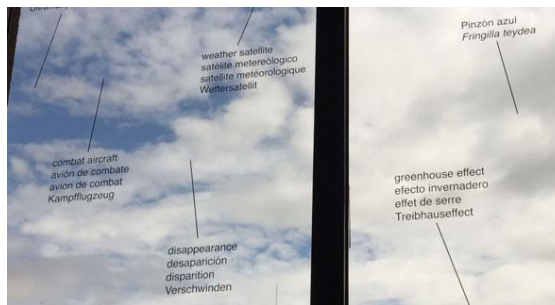 weather satellite
satélite metereológico
satellite météorologique
Wettersatellit
Pinzón azul
Fringilla teydea
combat aircraft
avión de combate
avion de combat
Kampfflugzeug
greenhouse effect
efecto invernadero
effet de serre
Treibhauseffect
disappearance
desaparición
disparition
Verschwinden